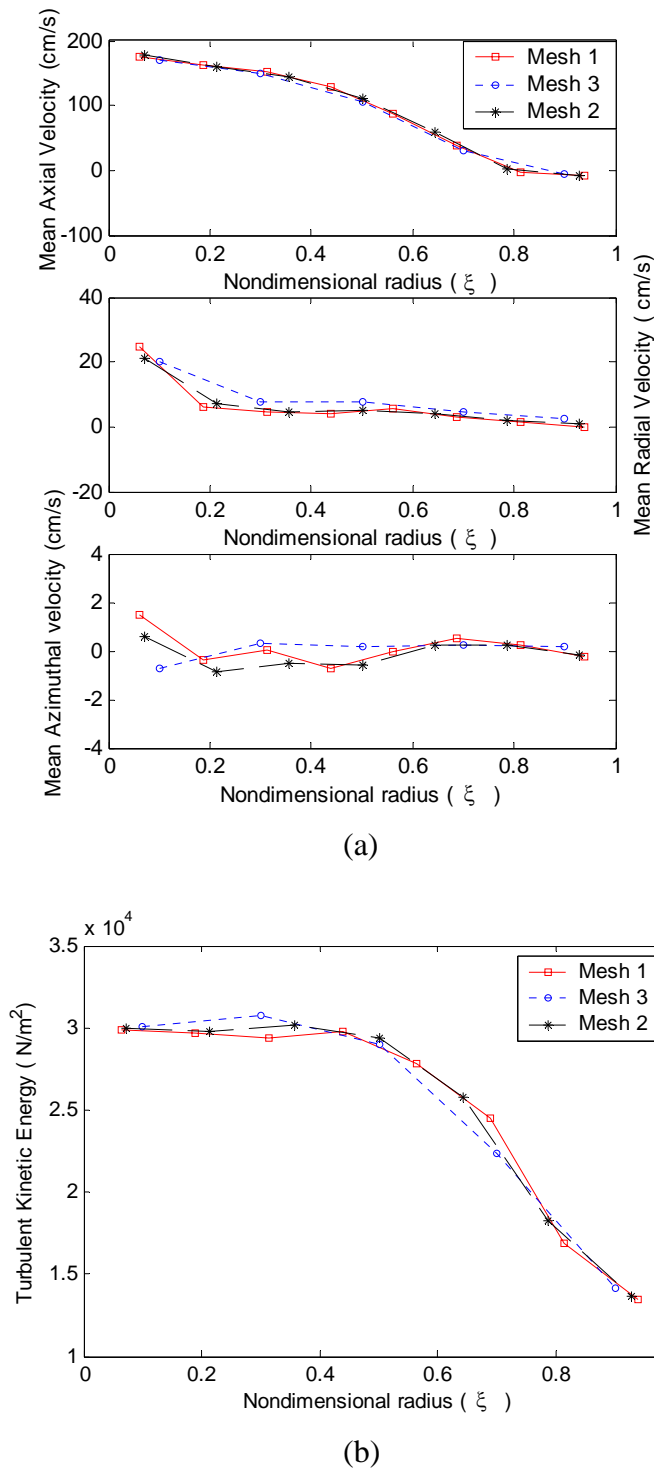 200
100
0
-100
Mean Axial Velocity (cm/s)
Mesh 1
Mesh 3
Mesh 2
0 0.2 0.4 0.6 0.8 1
Nondimensional radius ( ξ )
40
20
0
-20
Mean Radial Velocity ( cm/s)
0 0.2 0.4 0.6 0.8 1
Nondimensional radius ( ξ )
4
2
0
-2
-4
Mean Azimuthal velocity (cm/s)
0 0.2 0.4 0.6 0.8 1
Nondimensional radius ( ξ )
(a)
x 10^4
3.5
3
2.5
2
1.5
1
Turbulent Kinetic Energy ( N/m²)
Mesh 1
Mesh 3
Mesh 2
0 0.2 0.4 0.6 0.8
Nondimensional radius ( ξ )
(b)